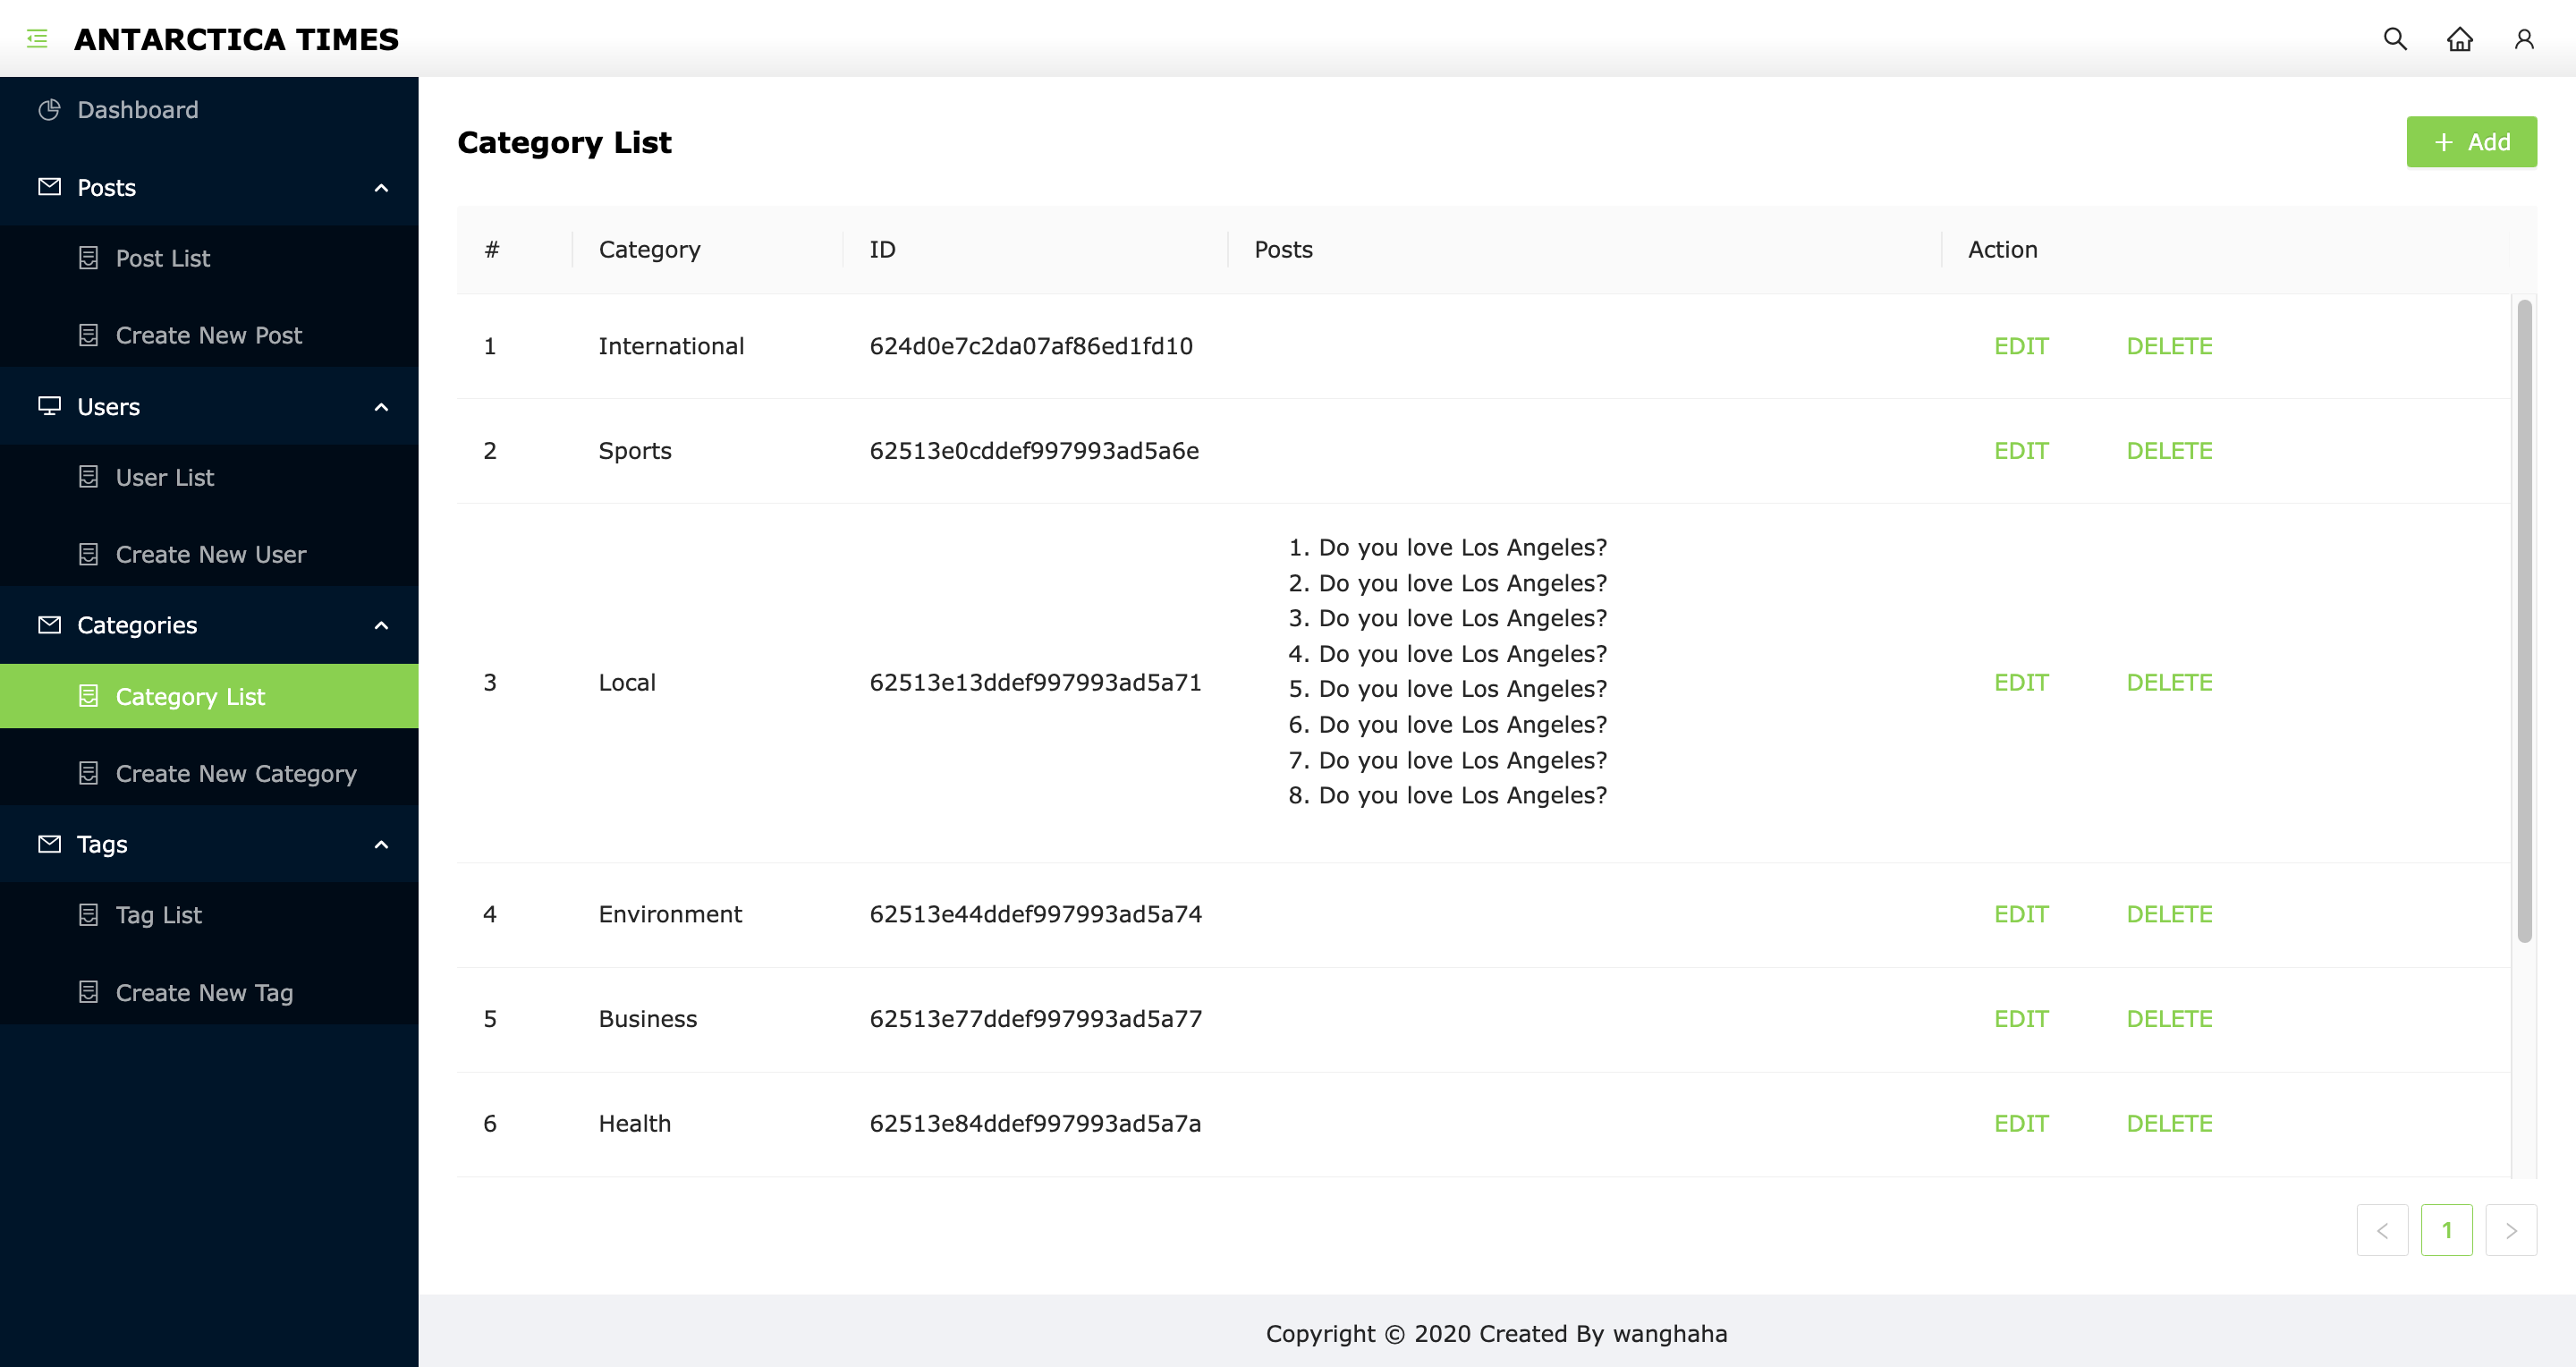 ANTARCTICA TIMES
Dashboard
Posts
Post List
Create New Post
Users
User List
Create New User
Categories
Category List
Create New Category
Tags
Tag List
Create New Tag
Category List
+ Add
# Category ID Posts Action
1 International 624d0e7c2da07af86ed1fd10 EDIT DELETE
2 Sports 62513e0cddef997993ad5a6e EDIT DELETE
1. Do you love Los Angeles?
2. Do you love Los Angeles?
3. Do you love Los Angeles?
4. Do you love Los Angeles?
3 Local 62513e13ddef997993ad5a71 5. Do you love Los Angeles? EDIT DELETE
6. Do you love Los Angeles?
7. Do you love Los Angeles?
8. Do you love Los Angeles?
4 Environment 62513e44ddef997993ad5a74 EDIT DELETE
5 Business 62513e77ddef997993ad5a77 EDIT DELETE
6 Health 62513e84ddef997993ad5a7a EDIT DELETE
< 1 >
Copyright © 2020 Created By wanghaha